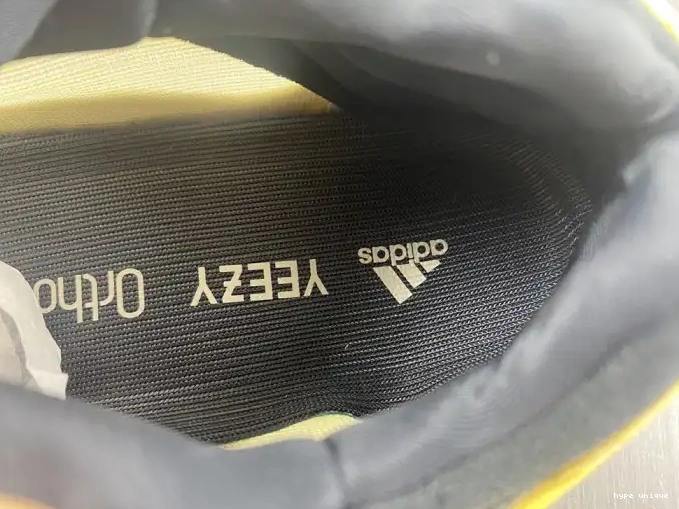 adidas YEEZY Ortho
hype unique